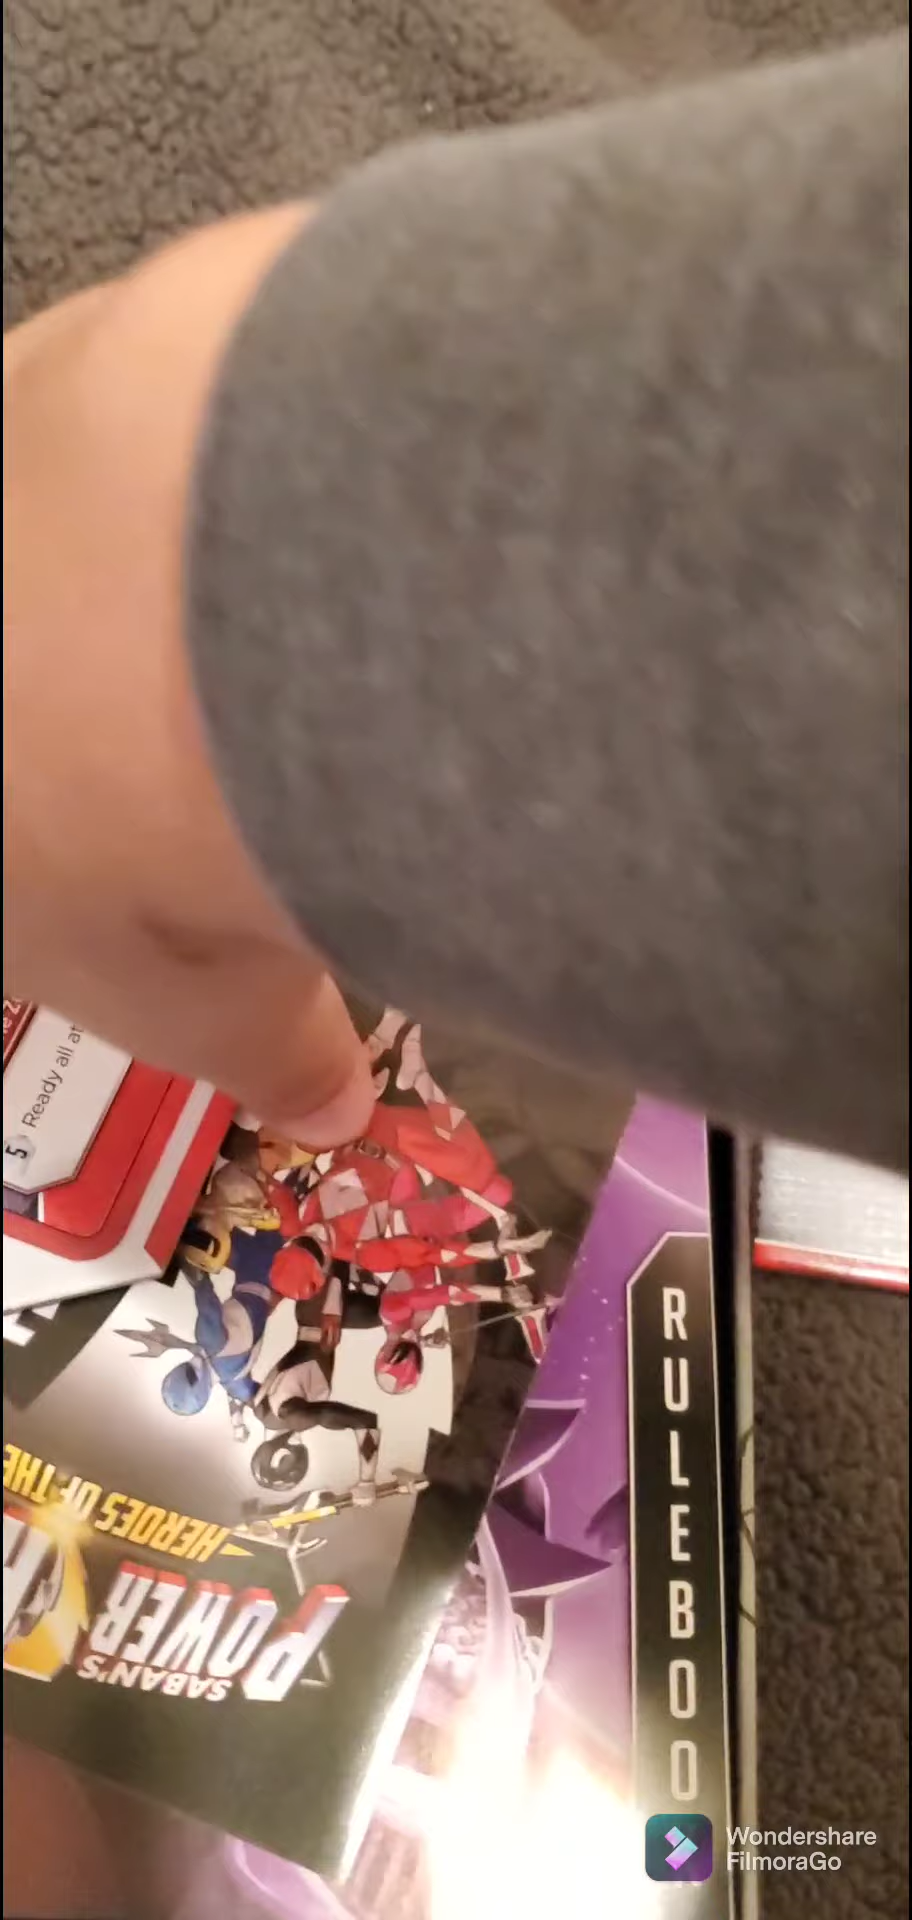 Ready all at
5
RULEBOO
HEROES OF THE
POWER
SABAN'S
Wondershare
FilmoraGo